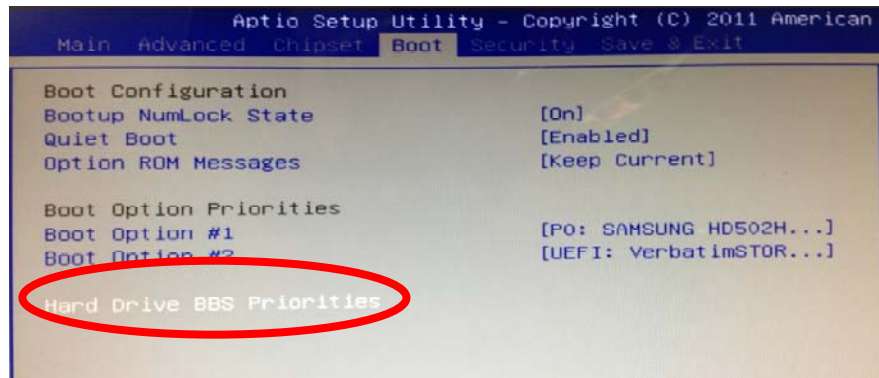 Aptio Setup Utility - Copyright (C) 2011 American
Main Advanced Chipset Boot Security Save & Exit
Boot Configuration
Bootup NumLock State [On]
Quiet Boot [Enabled]
Option ROM Messages [Keep Current]
Boot Option Priorities
Boot Option #1 [PO: SAMSUNG HD502H...]
Boot Option #2 [UEFI: VerbatimSTOR...]
Hard Drive BBS Priorities